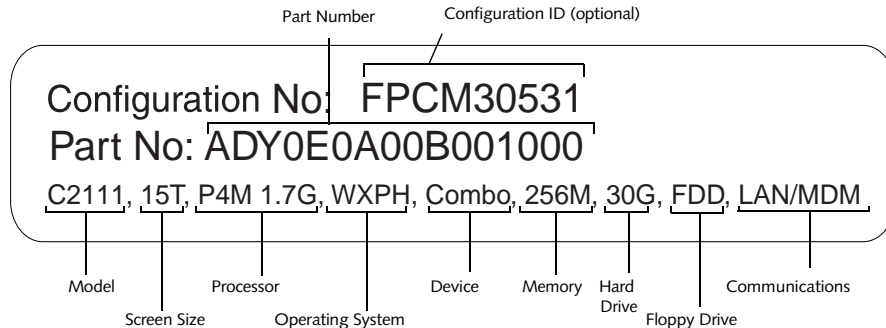 Part Number
Configuration ID (optional)
Configuration No: FPCM30531
Part No: ADY0E0A00B001000
C2111, 15T, P4M 1.7G, WXPH, Combo, 256M, 30G, FDD, LAN/MDM
Model
Processor
Device
Memory
Hard
Drive
Communications
Screen Size
Operating System
Floppy Drive